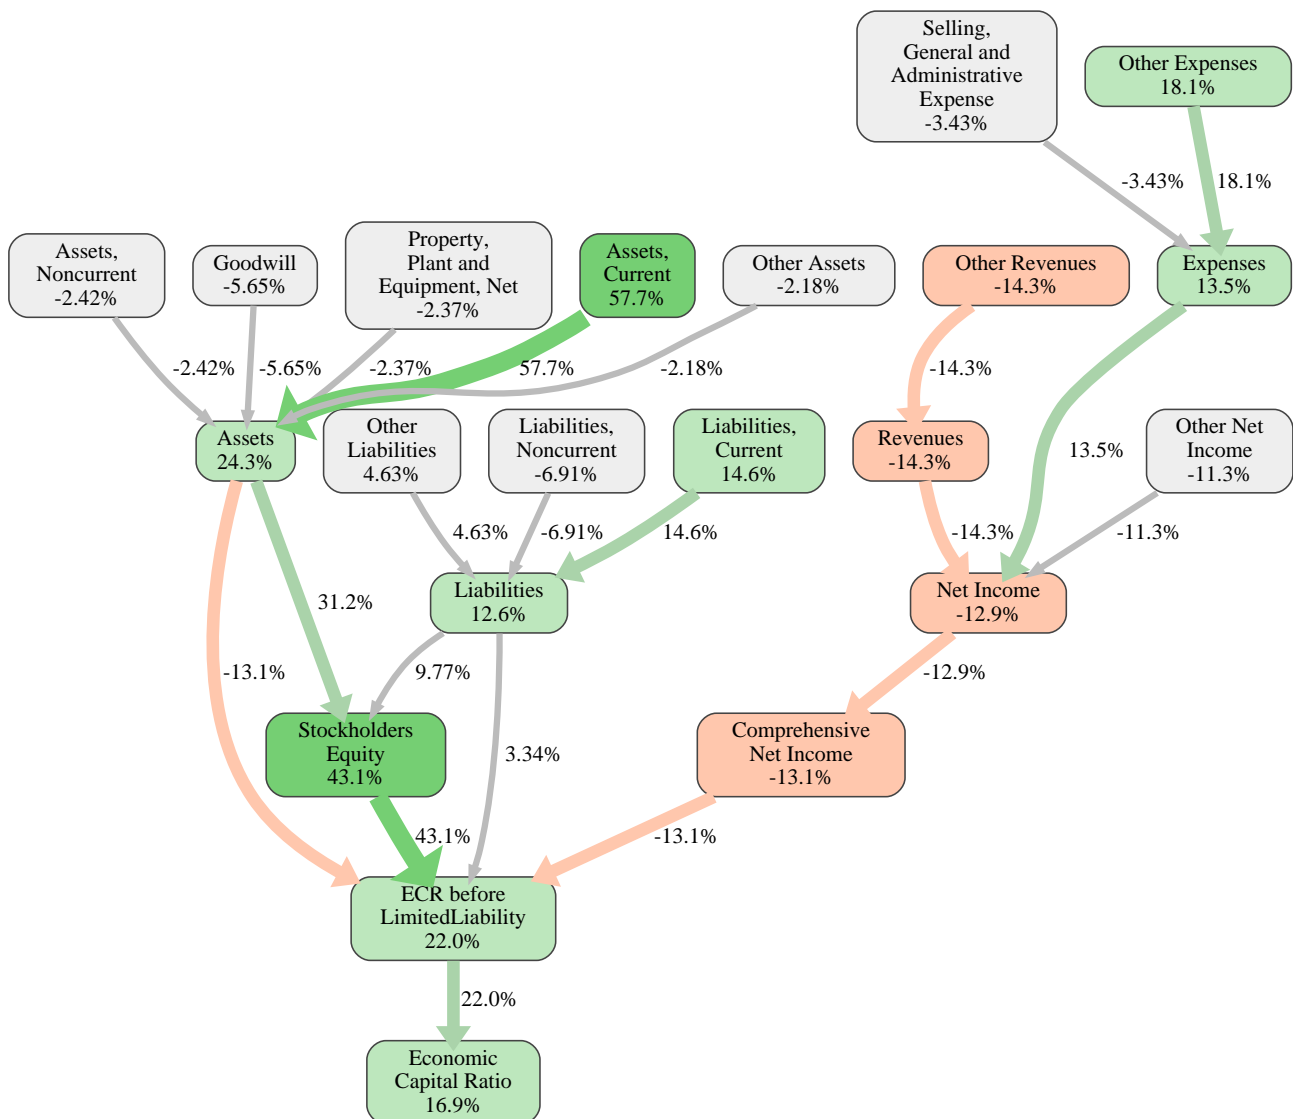 Selling,
General and
Administrative
Expense
-3.43%
Other Expenses
18.1%
-3.43%
18.1%
Assets,
Noncurrent
-2.42%
Goodwill
-5.65%
Property,
Plant and
Equipment, Net
-2.37%
Assets,
Current
57.7%
Other Assets
-2.18%
Other Revenues
-14.3%
Expenses
13.5%
-2.42%
-5.65%
-2.37%
57.7%
-2.18%
-14.3%
13.5%
Assets
24.3%
Other
Liabilities
4.63%
Liabilities,
Noncurrent
-6.91%
Liabilities,
Current
14.6%
Revenues
-14.3%
Other Net
Income
-11.3%
4.63%
-6.91%
14.6%
-14.3%
-11.3%
31.2%
Liabilities
12.6%
Net Income
-12.9%
-13.1%
9.77%
3.34%
-12.9%
Stockholders
Equity
43.1%
Comprehensive
Net Income
-13.1%
43.1%
-13.1%
ECR before
LimitedLiability
22.0%
22.0%
Economic
Capital Ratio
16.9%